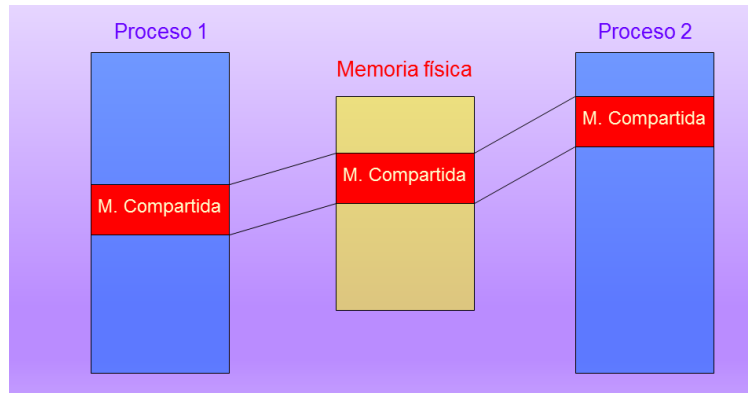 Proceso 1
Proceso 2
Memoria física
M. Compartida
M. Compartida
M. Compartida